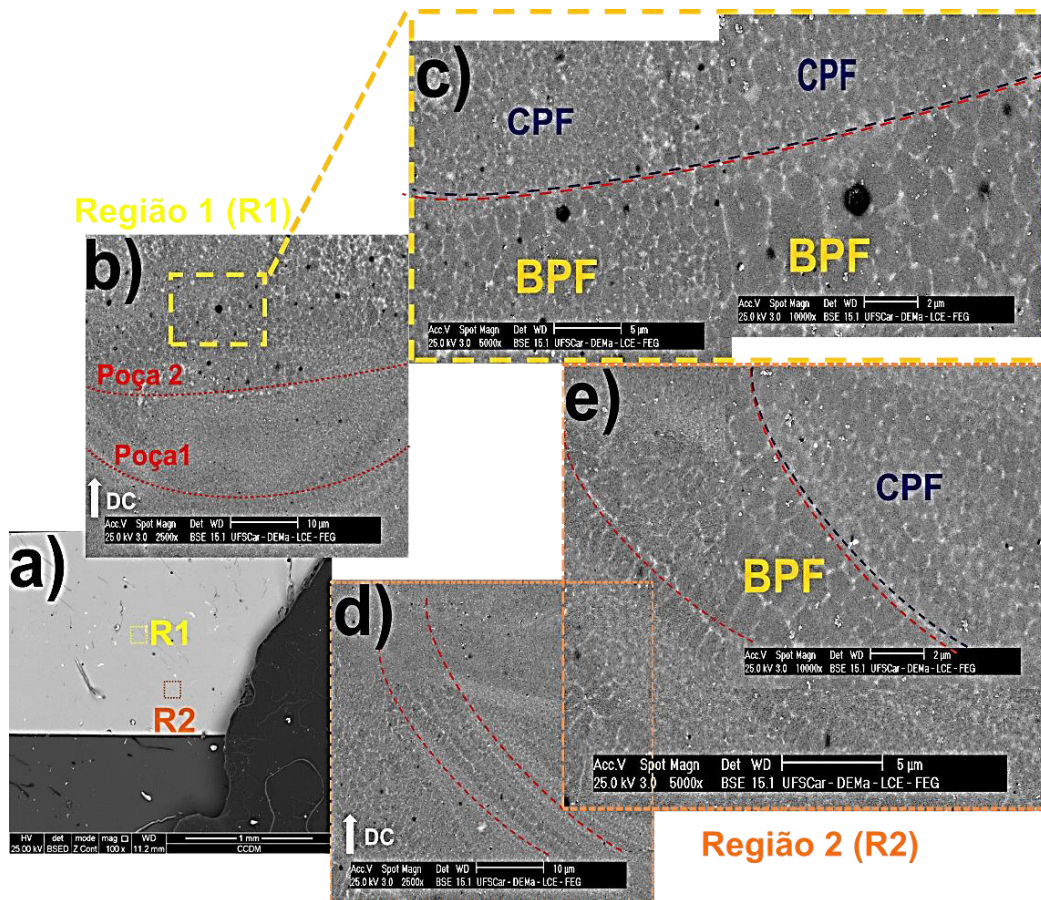 c)
CPF
CPF
BPF
BPF
Acc.V Spot Magn Det WD 5 µm
25.0 kV 3.0 5000x BSE 15.1 UFSCar-DEMa-LCE-FEG
Acc.V Spot Magn Det WD 2 µm
25.0 kV 3.0 10000x BSE 15.1 UFSCar-DEMa-LCE-FEG
Região 1 (R1)
b)
Poça 2
Poça1
DC
Acc.V Spot Magn Det WD 10 µm
25.0 kV 3.0 2500x BSE 15.1 UFSCar-DEMa-LCE-FEG
e)
CPF
BPF
Acc.V Spot Magn Det WD 2 µm
25.0 kV 3.0 10000x BSE 15.1 UFSCar-DEMa-LCE-FEG
Acc.V Spot Magn Det WD 5 µm
25.0 kV 3.0 5000x BSE 15.1 UFSCar-DEMa-LCE-FEG
a)
R1
R2
HV det mode mag WD 1 mm
25.00 kV BSED Z Cont 100 x 11.2 mm CCDM
d)
DC
Acc.V Spot Magn Det WD 10 µm
25.0 kV 3.0 2500x BSE 15.1 UFSCar-DEMa-LCE-FEG
Região 2 (R2)